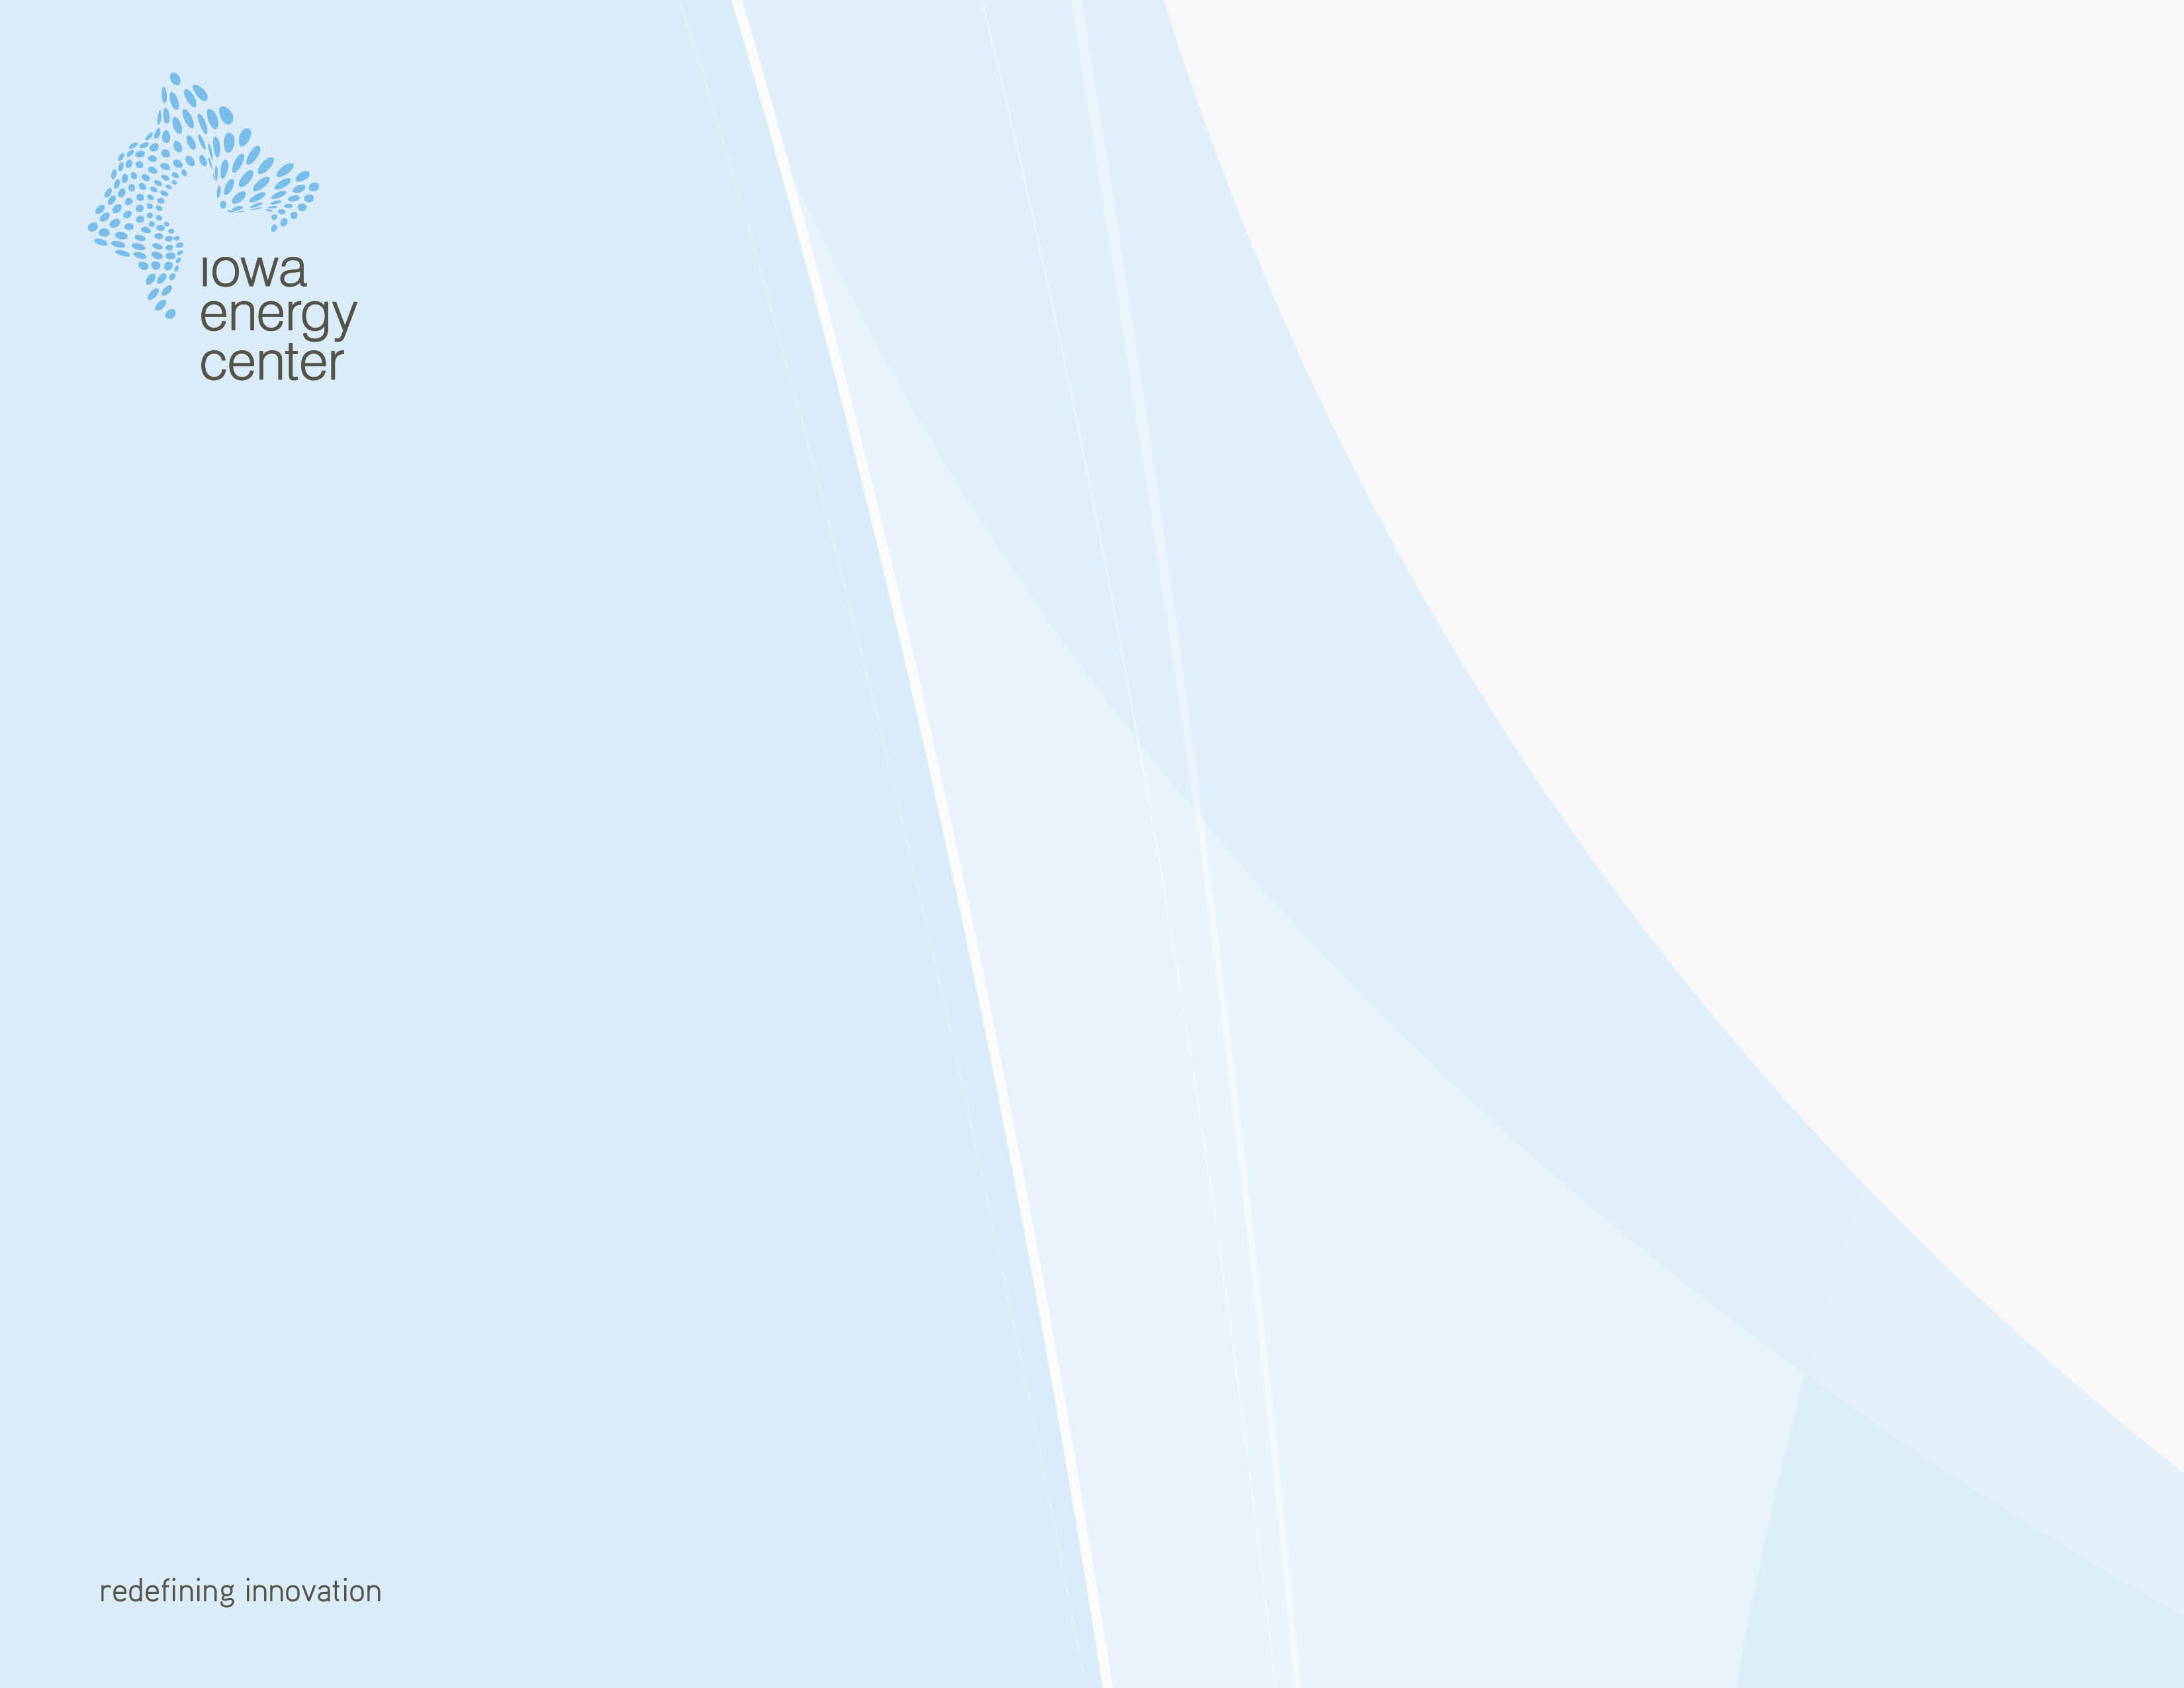 iowa
energy
center
redefining innovation